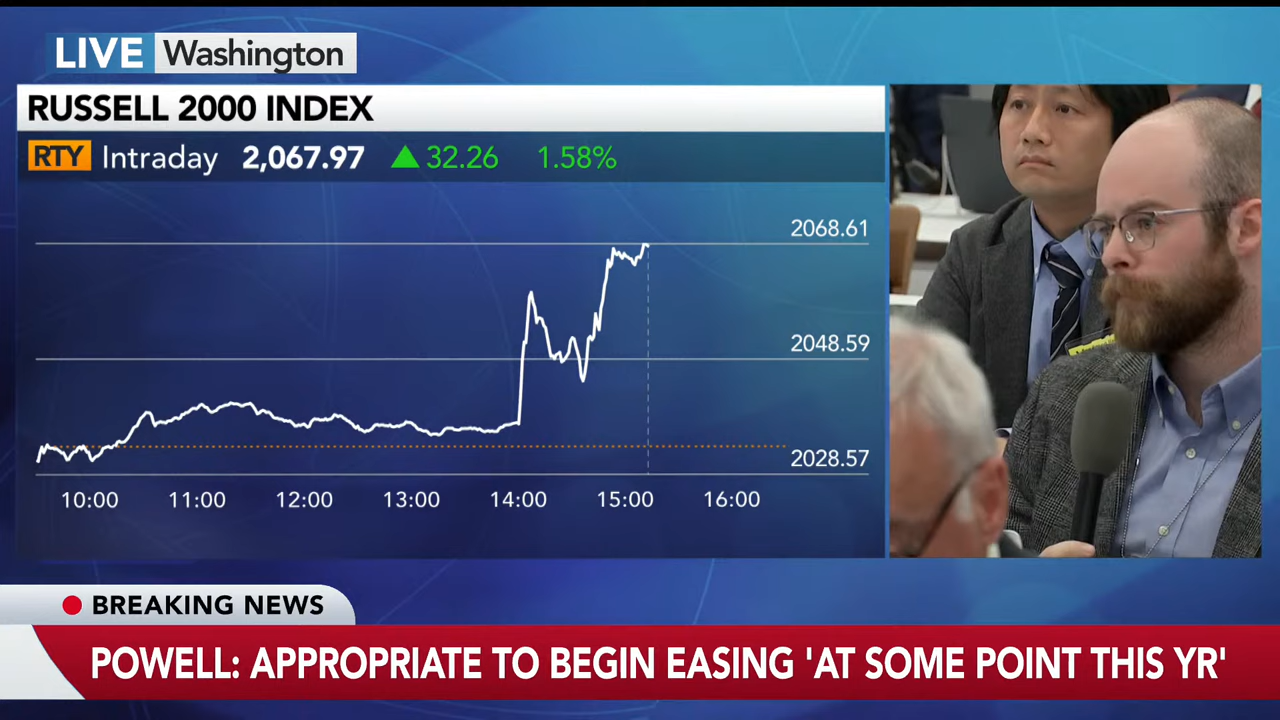 LIVE Washington
RUSSELL 2000 INDEX
RTY Intraday 2,067.97 ▲ 32.26 1.58%
2068.61
2048.59
2028.57
10:00 11:00 12:00 13:00 14:00 15:00 16:00
BREAKING NEWS
POWELL: APPROPRIATE TO BEGIN EASING 'AT SOME POINT THIS YR'